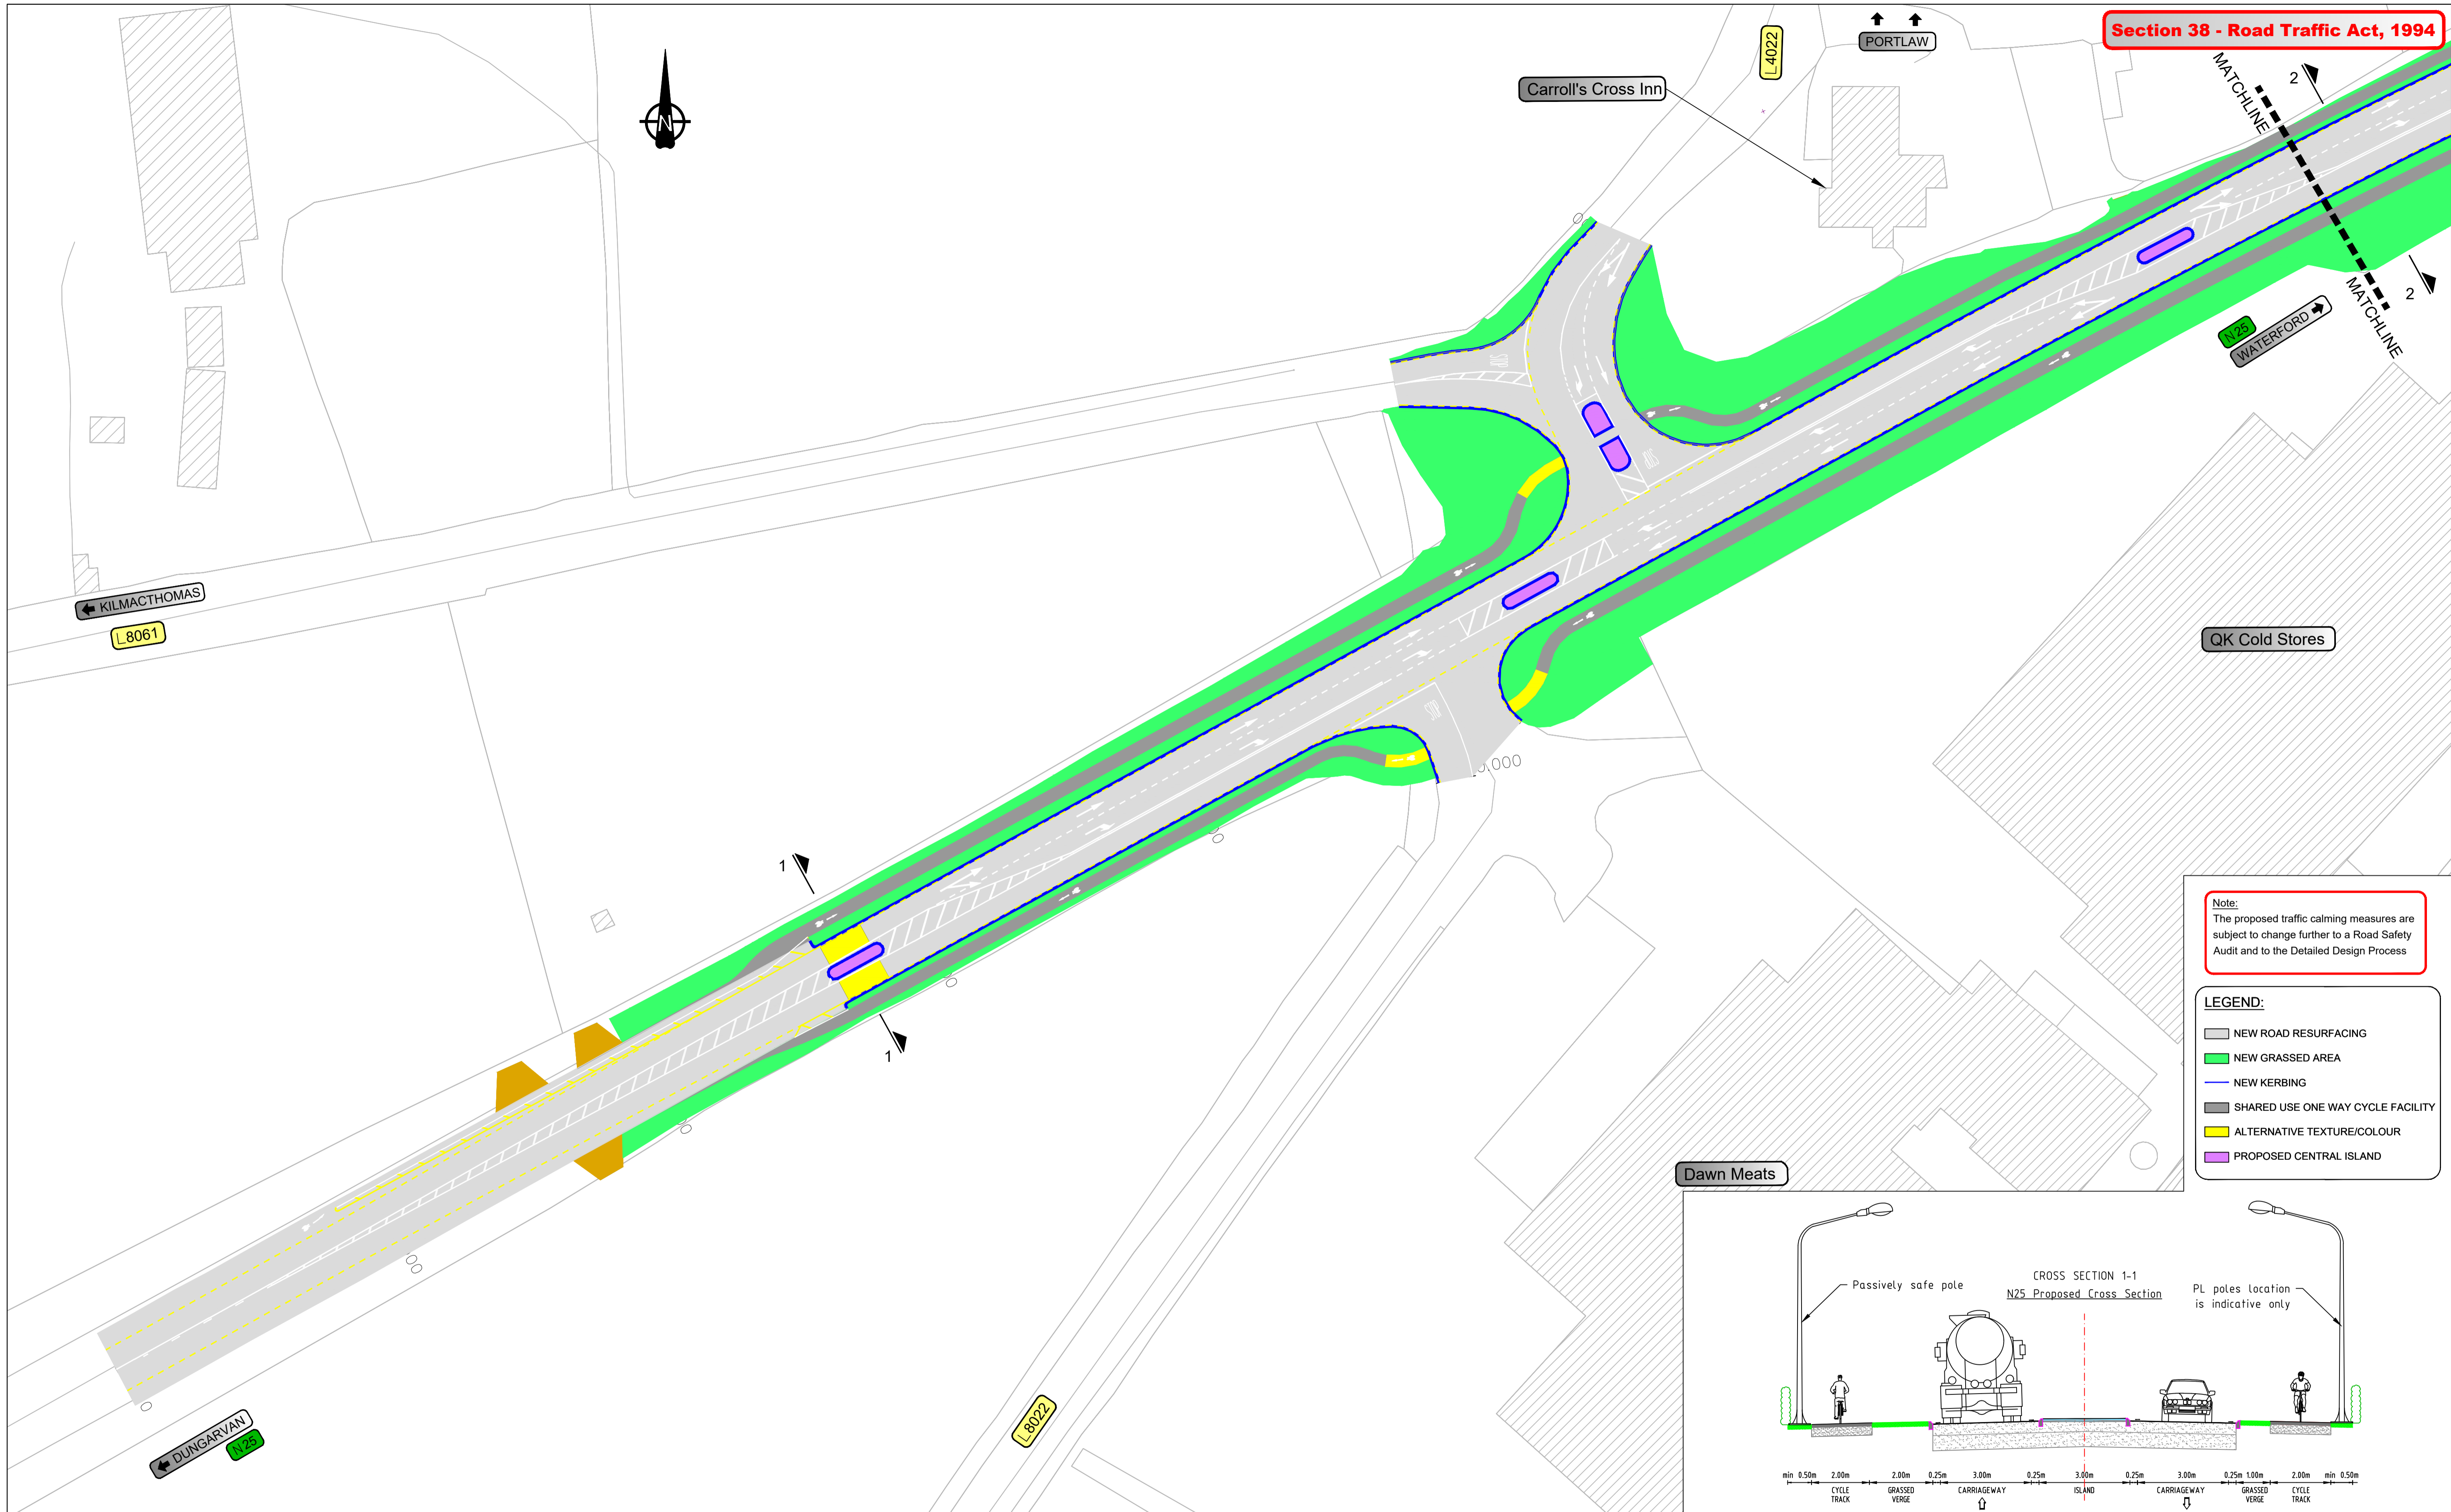 Section 38 - Road Traffic Act, 1994
PORTLAW
L4022
Carroll's Cross Inn
N
MATCHLINE
2
2
MATCHLINE
N25
WATERFORD
KILMACTHOMAS
L8061
QK Cold Stores
1
1
Note:
The proposed traffic calming measures are
subject to change further to a Road Safety
Audit and to the Detailed Design Process
LEGEND:
NEW ROAD RESURFACING
NEW GRASSED AREA
NEW KERBING
SHARED USE ONE WAY CYCLE FACILITY
ALTERNATIVE TEXTURE/COLOUR
PROPOSED CENTRAL ISLAND
Dawn Meats
L8022
DUNGARVAN
N25
CROSS SECTION 1-1
N25 Proposed Cross Section
Passively safe pole
PL poles location
is indicative only
min 0.50m 2.00m 2.00m 0.25m 3.00m 0.25m 3.00m 0.25m 3.00m 0.25m 1.00m 2.00m min 0.50m
CYCLE TRACK
GRASSED VERGE
CARRIAGEWAY
ISLAND
CARRIAGEWAY
GRASSED VERGE
CYCLE TRACK